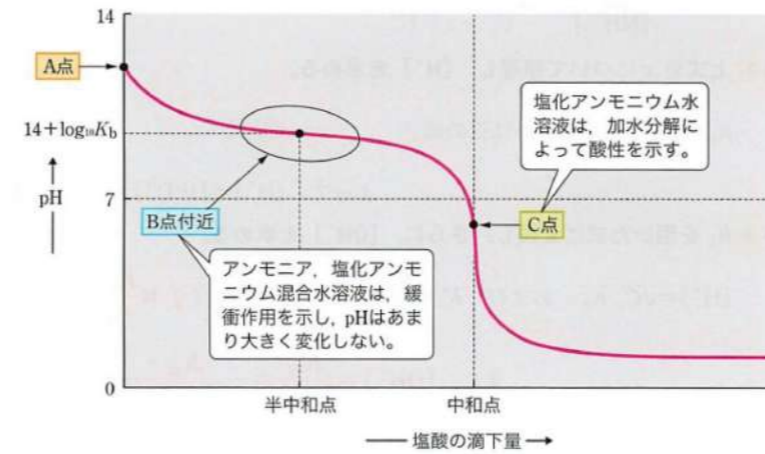 14
A点
14+log₁₀Kb
pH
7
B点付近
アンモニア，塩化アンモ
ニウム混合水溶液は，緩
衝作用を示し，pHはあま
り大きく変化しない。
塩化アンモニウム水
溶液は，加水分解に
よって酸性を示す。
C点
0
半中和点
中和点
塩酸の滴下量